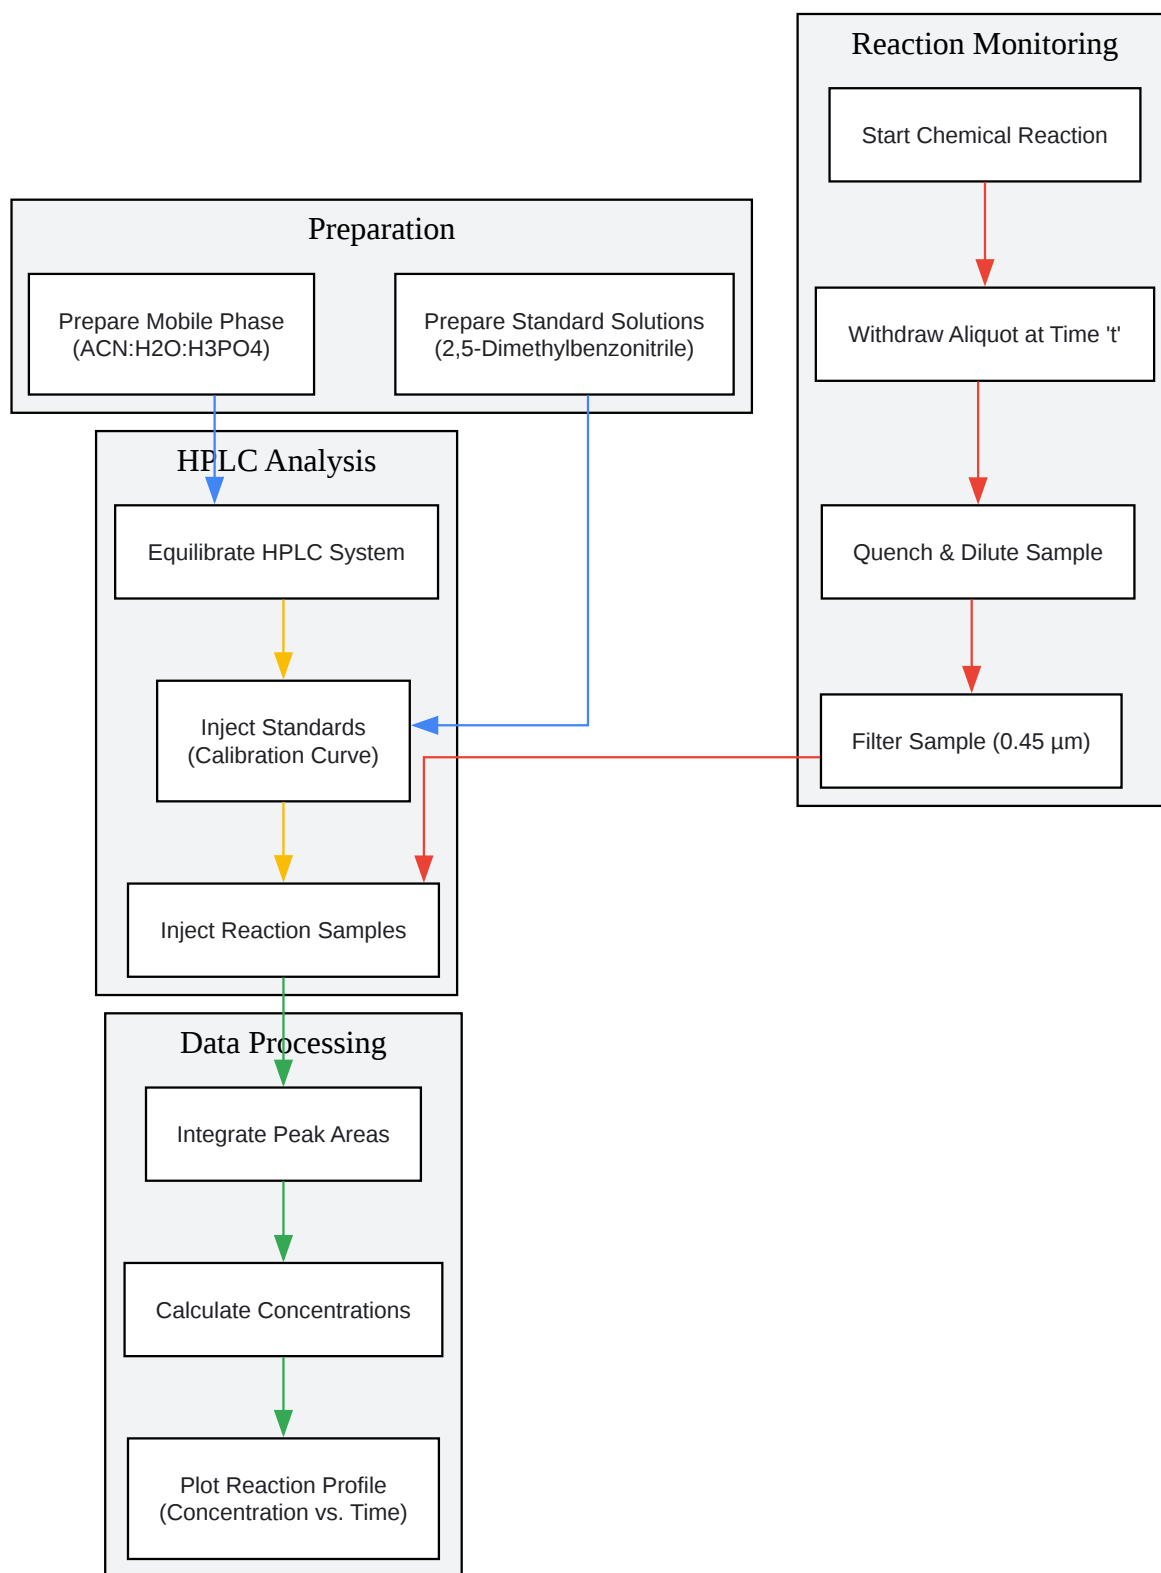 Reaction Monitoring
Start Chemical Reaction
Withdraw Aliquot at Time 't'
Quench & Dilute Sample
Filter Sample (0.45 µm)
Preparation
Prepare Mobile Phase
(ACN:H2O:H3PO4)
Prepare Standard Solutions
(2,5-Dimethylbenzonitrile)
HPLC Analysis
Equilibrate HPLC System
Inject Standards
(Calibration Curve)
Inject Reaction Samples
Data Processing
Integrate Peak Areas
Calculate Concentrations
Plot Reaction Profile
(Concentration vs. Time)